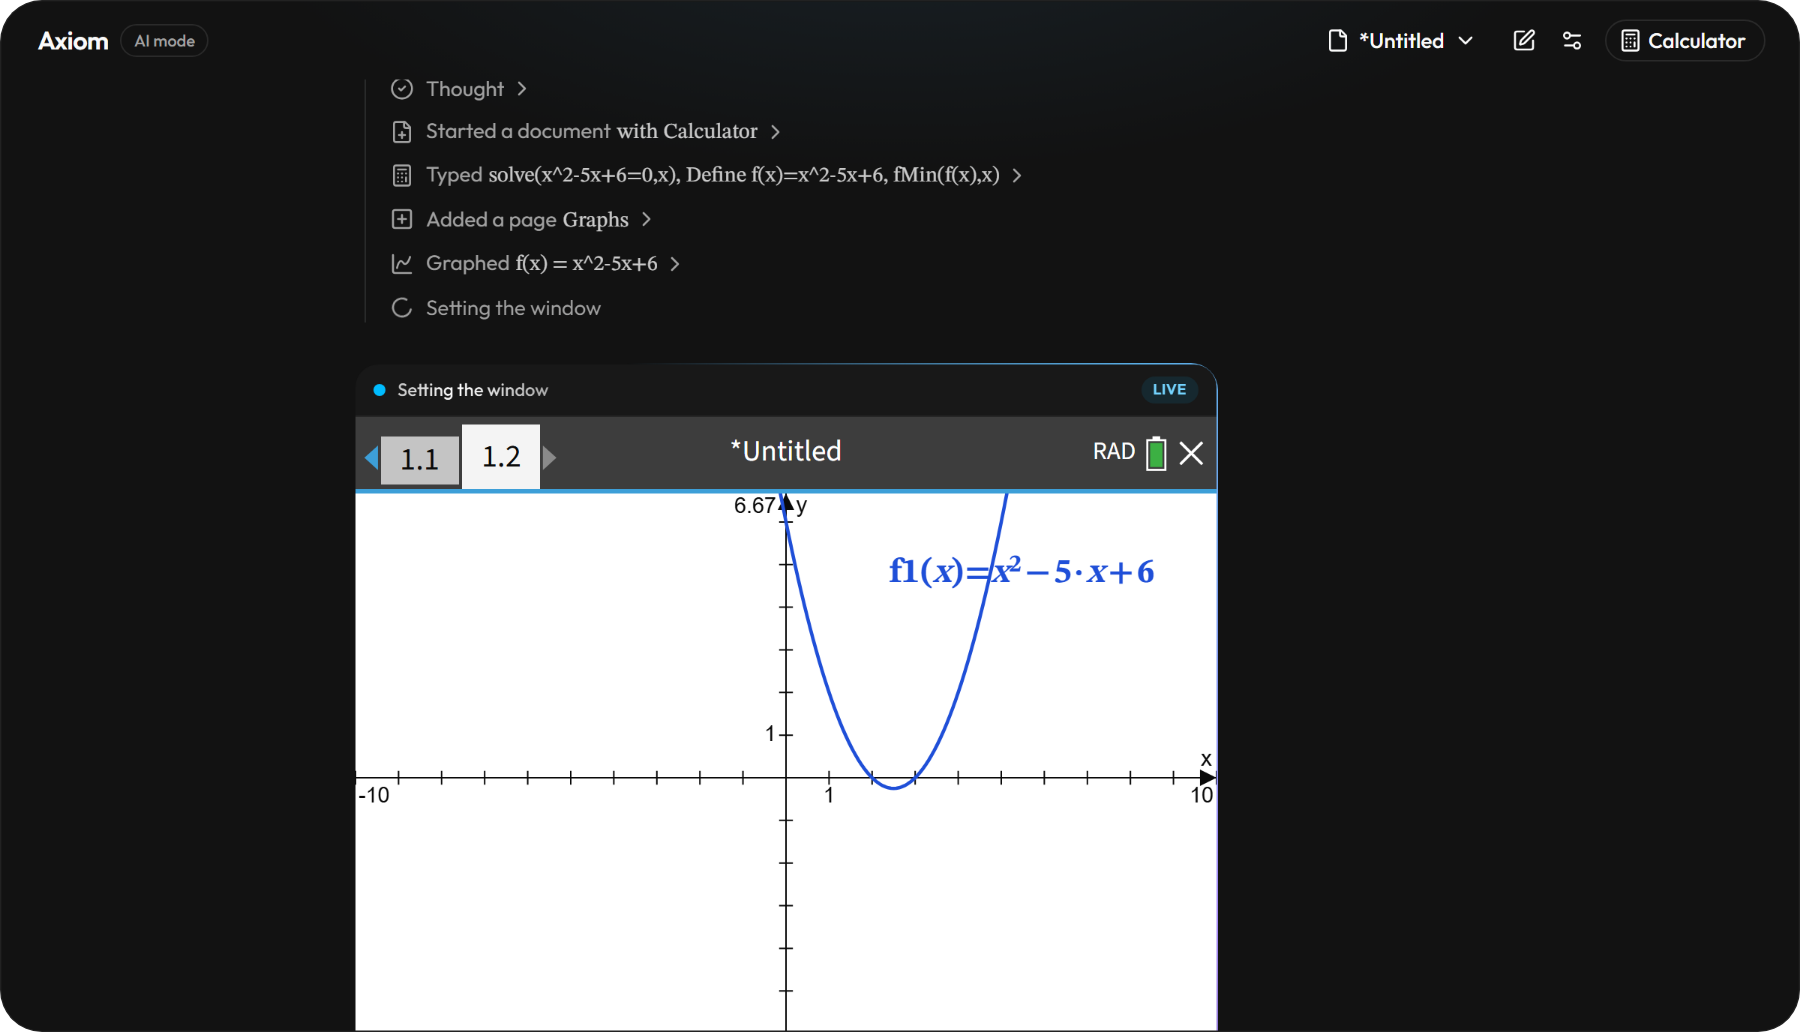 Axiom AI mode *Untitled Calculator
Thought
Started a document with Calculator
Typed solve(x^2-5x+6=0,x), Define f(x)=x^2-5x+6, fMin(f(x),x)
Added a page Graphs
Graphed f(x) = x^2-5x+6
Setting the window
Setting the window LIVE
1.1 1.2 *Untitled RAD
6.67 y
f1(x)=x²−5·x+6
1
x
-10 1 10